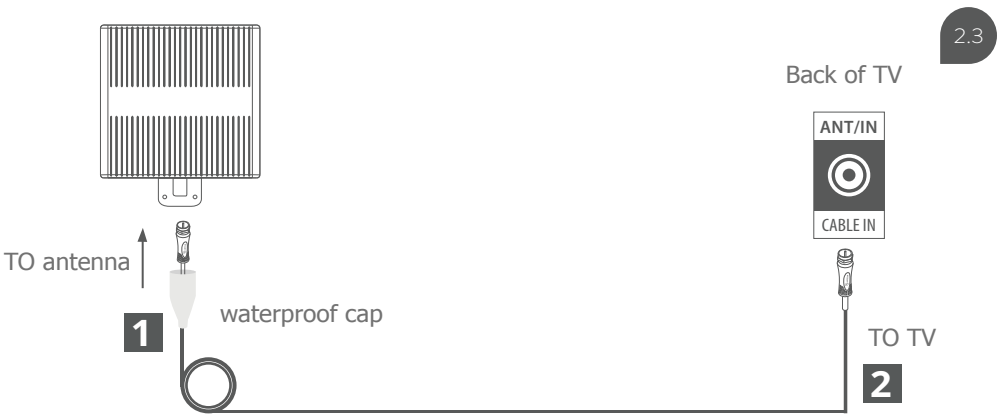 2.3
Back of TV
ANT/IN
CABLE IN
TO antenna
waterproof cap
1
TO TV
2